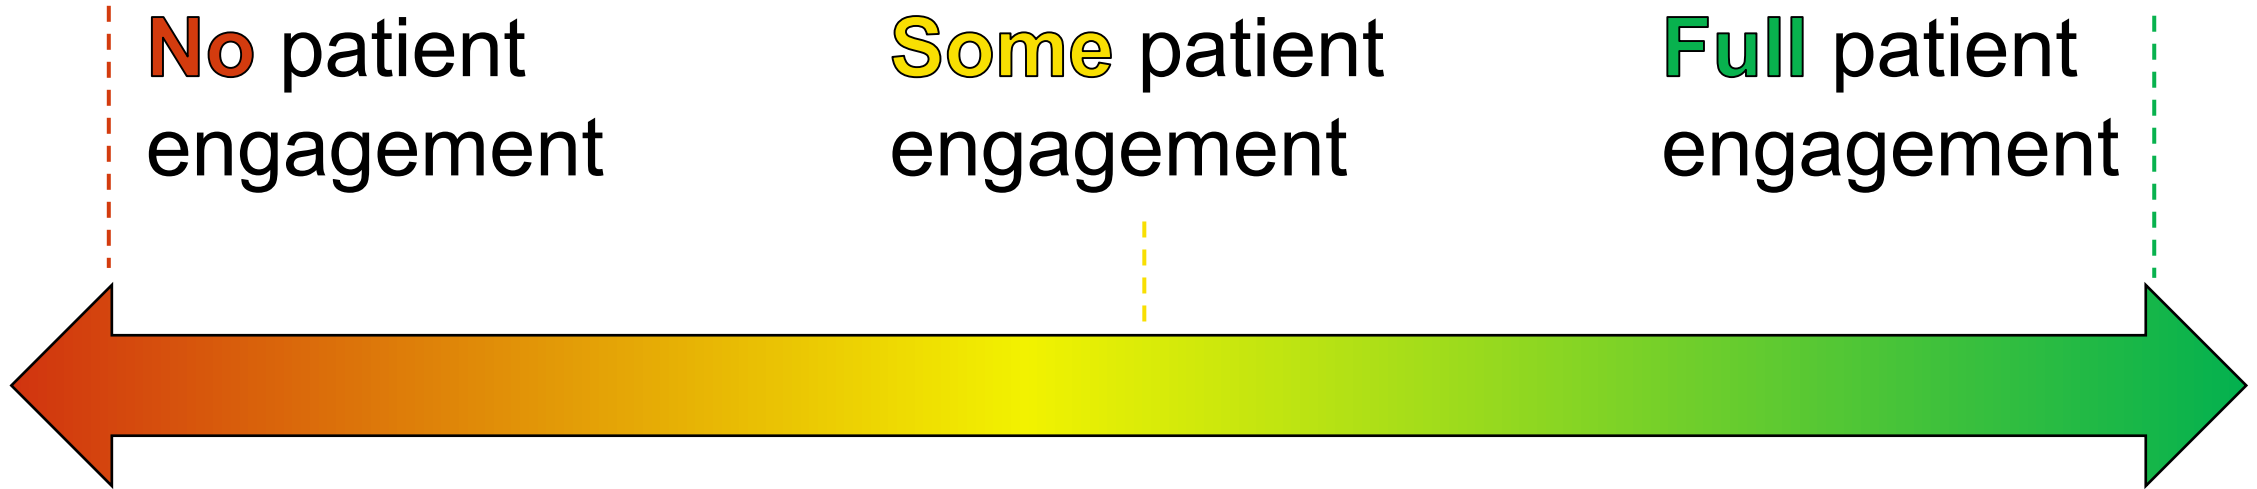 No patient
engagement
Some patient
engagement
Full patient
engagement